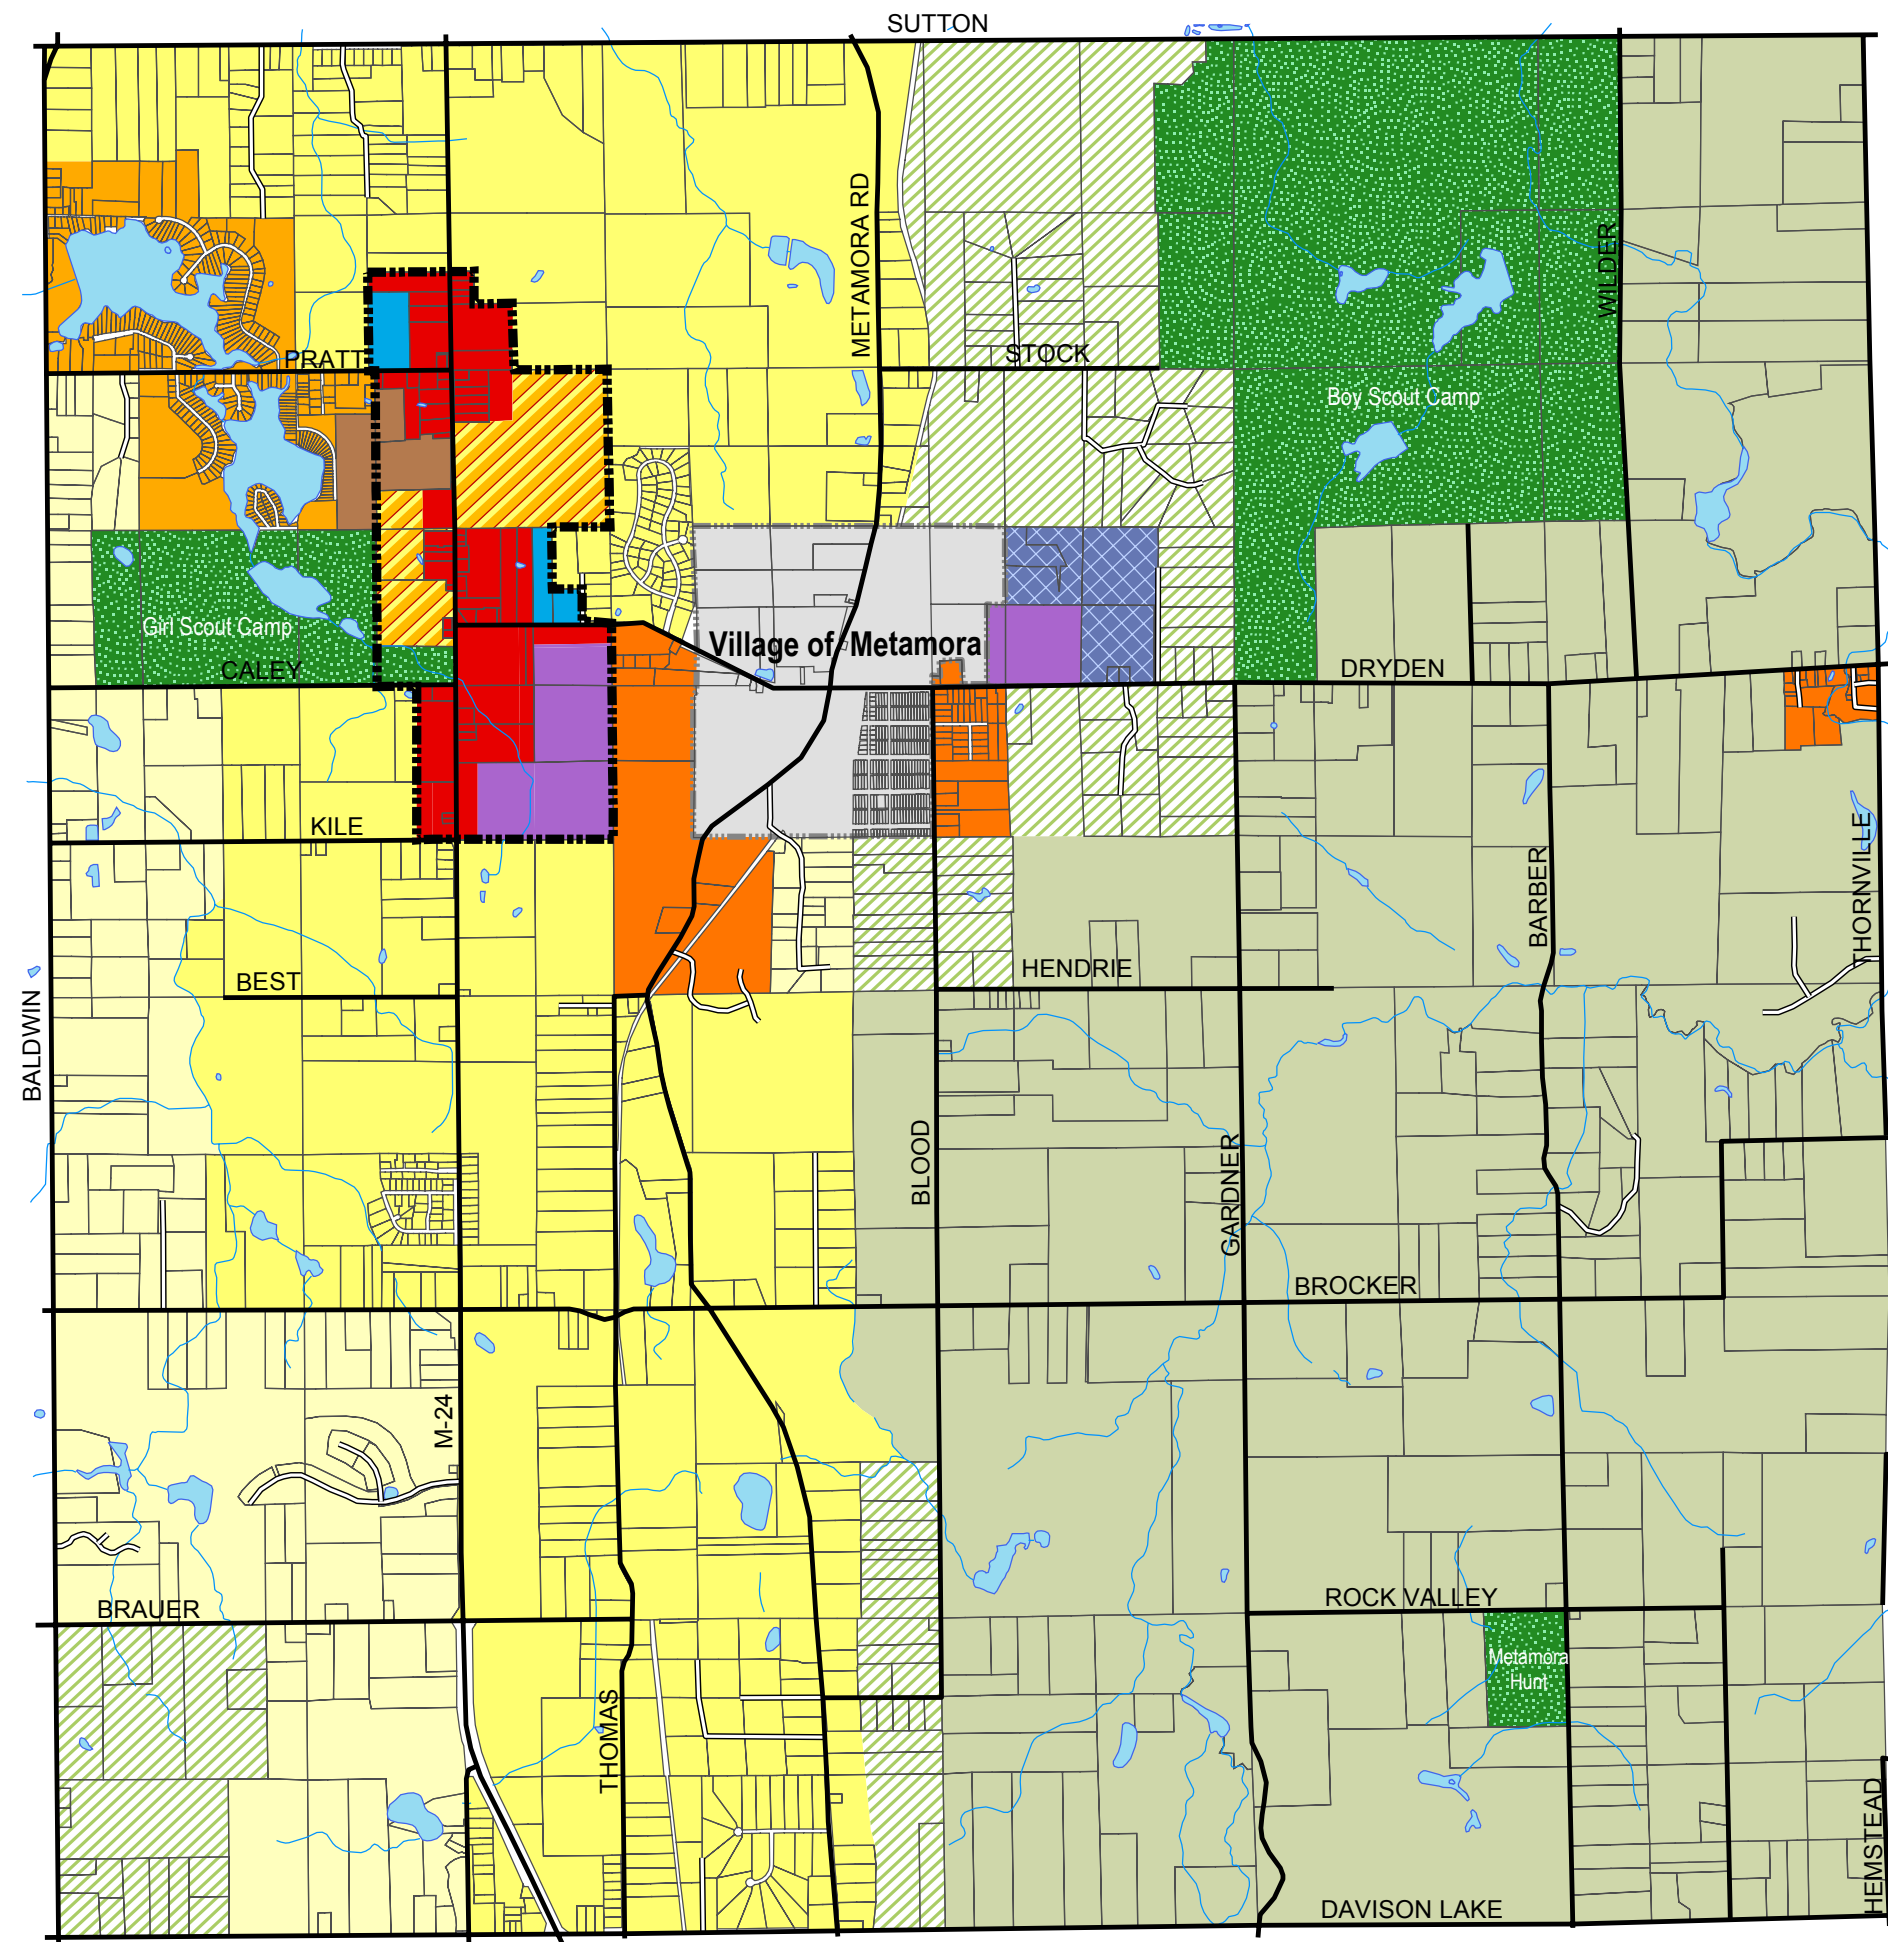 SUTTON
METAMORA RD
WILDER
PRATT
STOCK
Boy Scout Camp
Girl Scout Camp
Village of Metamora
CALEY
DRYDEN
KILE
THORNVILLE
BARBER
BEST
HENDRIE
BALDWIN
BLOOD
GARDNER
BROCKER
M-24
BRAUER
ROCK VALLEY
Metamora
Hunt
THOMAS
HEMSTEAD
DAVISON LAKE